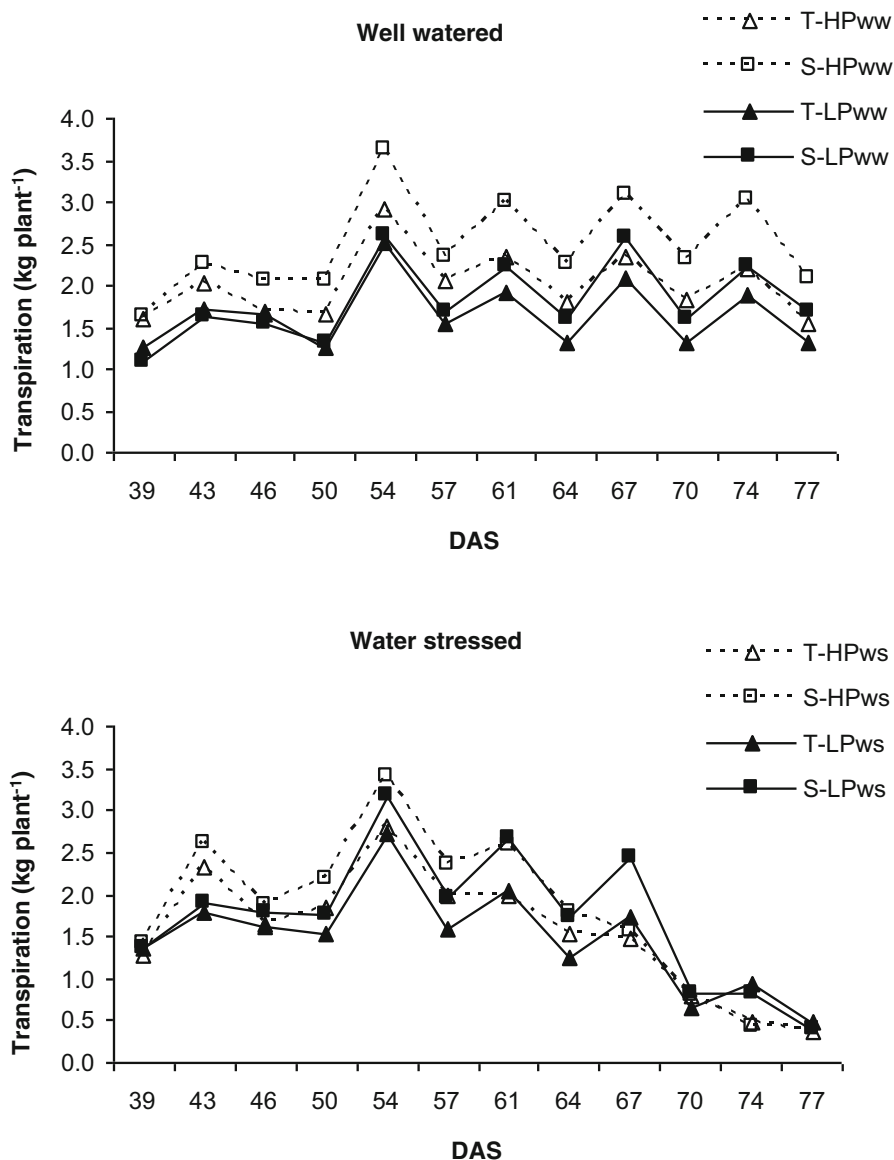 Well watered
T-HPww
S-HPww
T-LPww
S-LPww
Transpiration (kg plant⁻¹)
4.0
3.5
3.0
2.5
2.0
1.5
1.0
0.5
0.0
39 43 46 50 54 57 61 64 67 70 74 77
DAS
Water stressed
T-HPws
S-HPws
T-LPws
S-LPws
Transpiration (kg plant⁻¹)
4.0
3.5
3.0
2.5
2.0
1.5
1.0
0.5
0.0
39 43 46 50 54 57 61 64 67 70 74 77
DAS